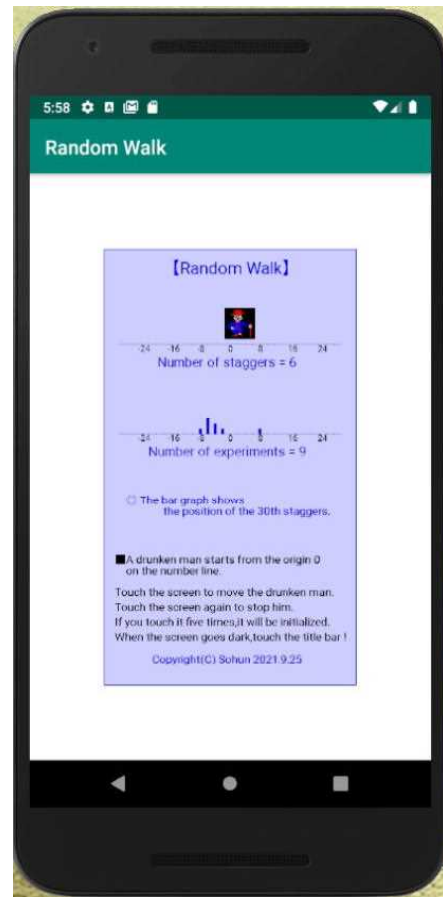 5:58
Random Walk
【Random Walk】
-24 -16 -8 0 8 16 24
Number of staggers = 6
-24 -16 -8 0 8 16 24
Number of experiments = 9
The bar graph shows
the position of the 30th staggers.
■A drunken man starts from the origin 0
on the number line.
Touch the screen to move the drunken man.
Touch the screen again to stop him.
If you touch it five times,it will be initialized.
When the screen goes dark,touch the title bar !
Copyright(C) Sohun 2021.9.25